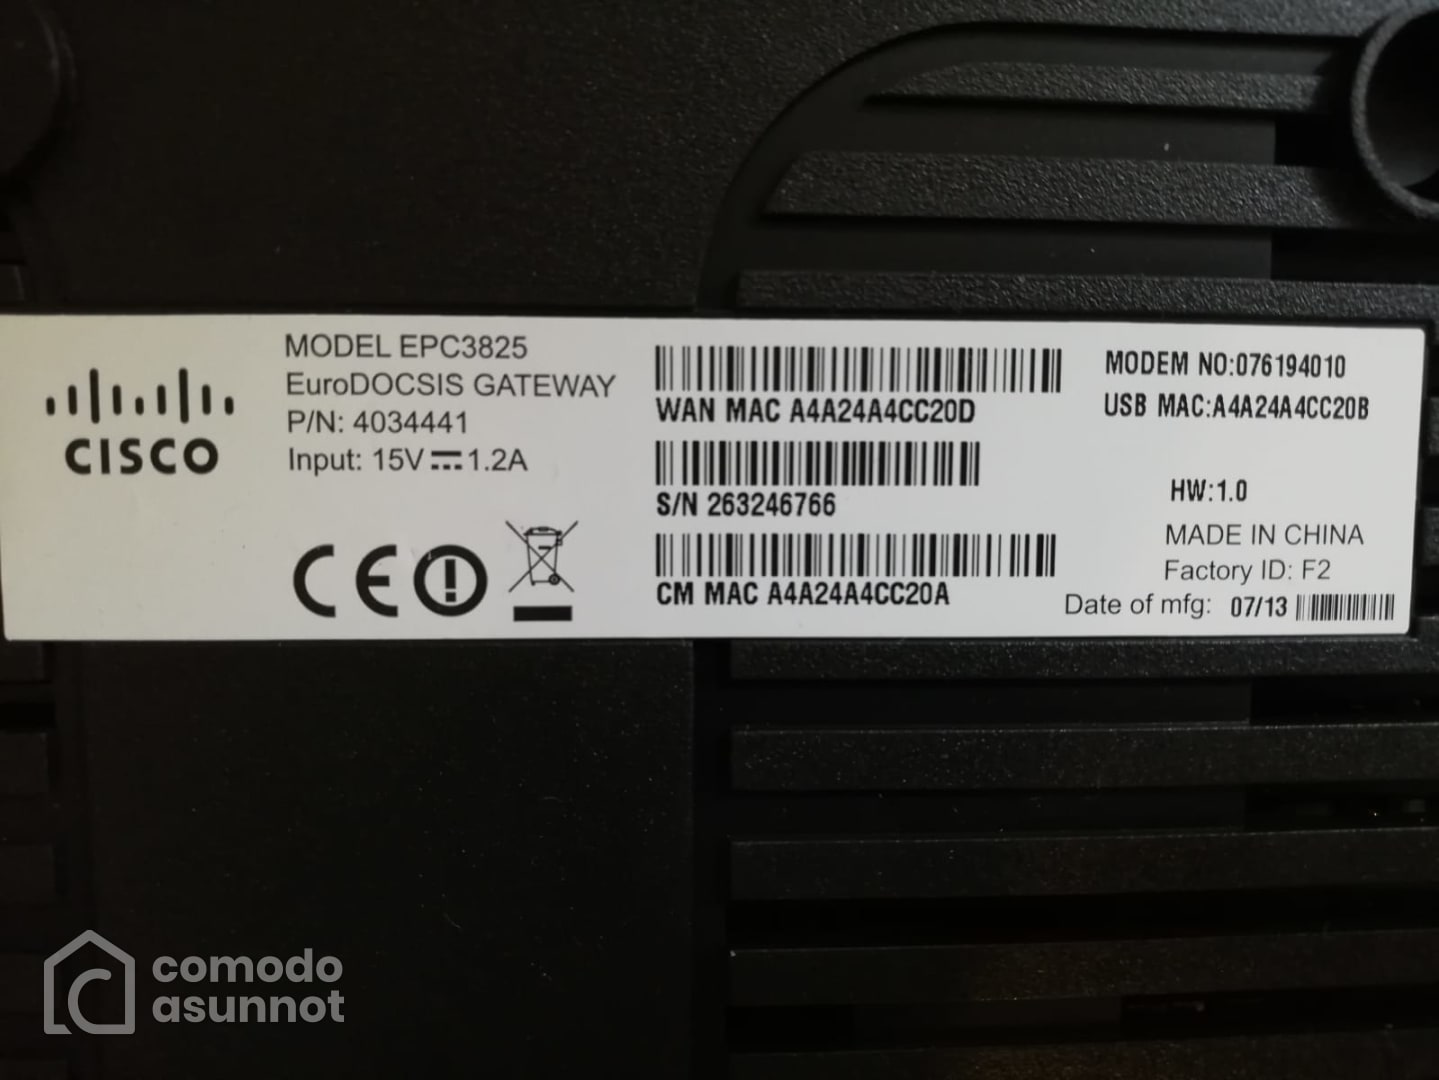 CISCO
MODEL EPC3825
EuroDOCSIS GATEWAY
P/N: 4034441
Input: 15V⎓1.2A
CE
WAN MAC A4A24A4CC20D
S/N 263246766
CM MAC A4A24A4CC20A
MODEM NO:076194010
USB MAC:A4A24A4CC20B
HW:1.0
MADE IN CHINA
Factory ID: F2
Date of mfg: 07/13
comodo
asunnot